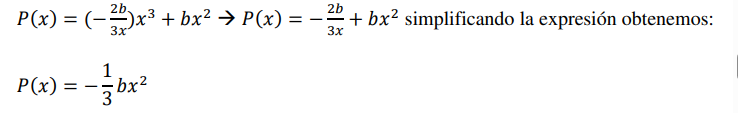 P(x) = (−2b/3x)x³ + bx² → P(x) = −2b/3x + bx² simplificando la expresión obtenemos:
P(x) = −1/3 bx²